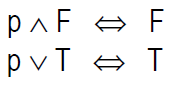 p ∧ F ⇔ F
p ∨ T ⇔ T